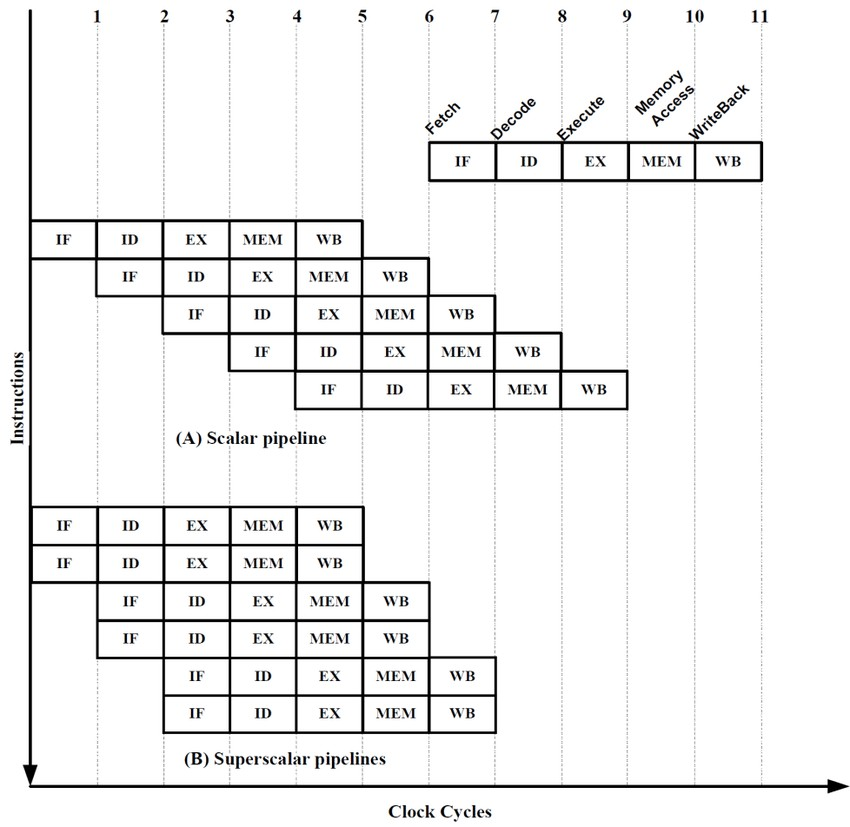 1 2 3 4 5 6 7 8 9 10 11
Fetch
Decode
Execute
Memory
Access
WriteBack
IF ID EX MEM WB
IF ID EX MEM WB
IF ID EX MEM WB
IF ID EX MEM WB
IF ID EX MEM WB
IF ID EX MEM WB
(A) Scalar pipeline
Instructions
IF ID EX MEM WB
IF ID EX MEM WB
IF ID EX MEM WB
IF ID EX MEM WB
IF ID EX MEM WB
IF ID EX MEM WB
(B) Superscalar pipelines
Clock Cycles